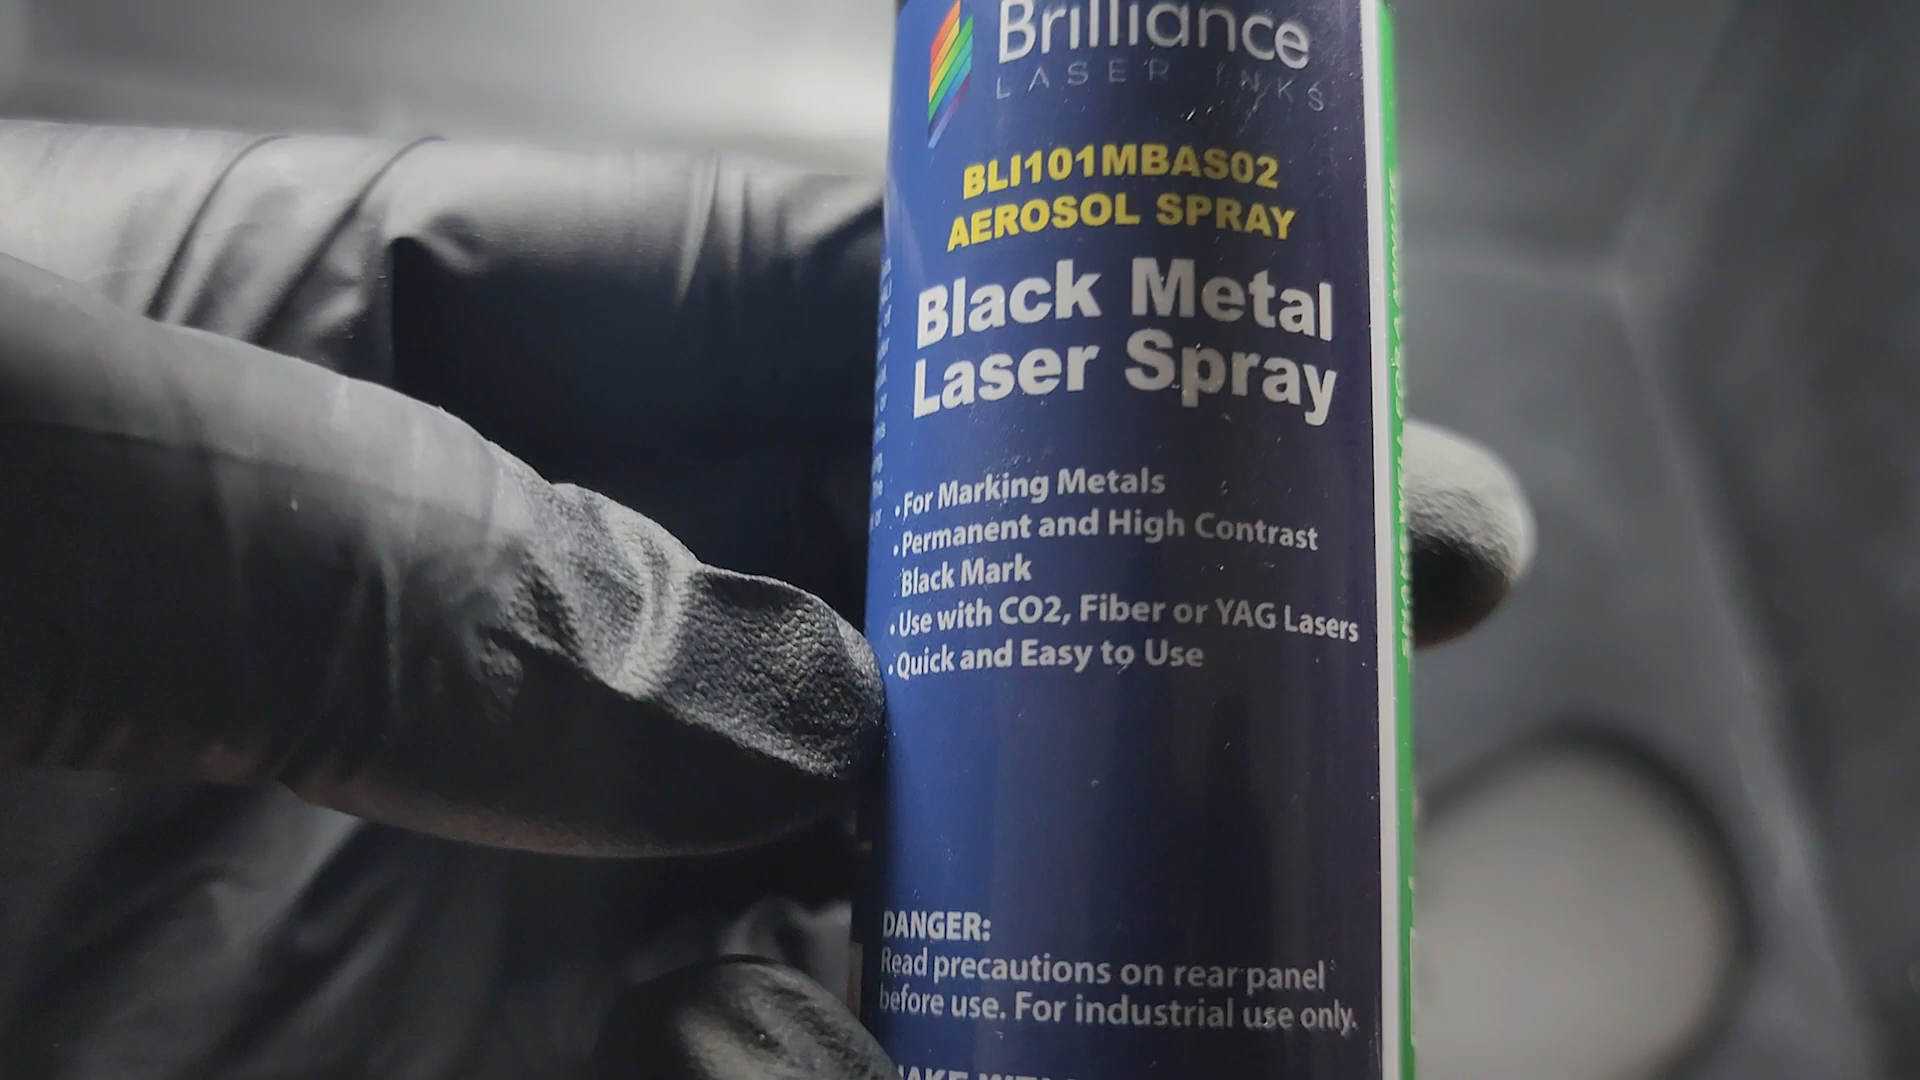 Brilliance
LASER INKS
BLI101MBAS02
AEROSOL SPRAY
Black Metal
Laser Spray
• For Marking Metals
• Permanent and High Contrast
Black Mark
• Use with CO2, Fiber or YAG Lasers
• Quick and Easy to Use
DANGER:
Read precautions on rear panel
before use. For industrial use only.